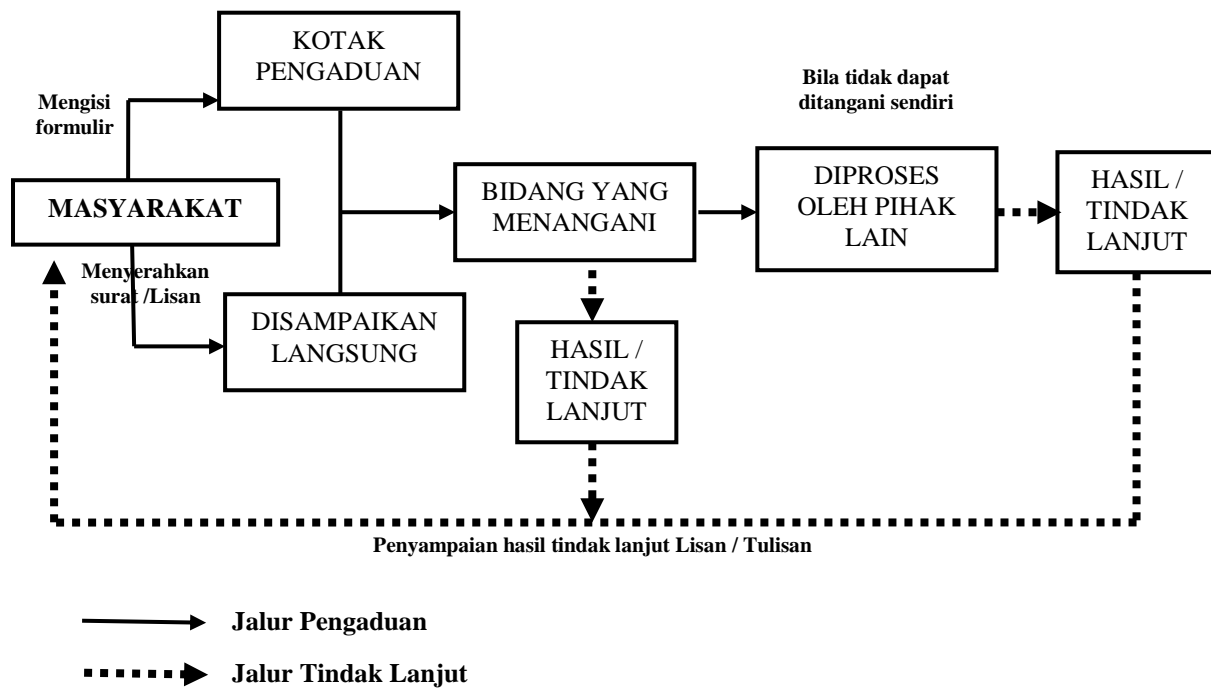 KOTAK
PENGADUAN
Bila tidak dapat
ditangani sendiri
Mengisi
formulir
MASYARAKAT
BIDANG YANG
MENANGANI
DIPROSES
OLEH PIHAK
LAIN
HASIL /
TINDAK
LANJUT
Menyerahkan
surat /Lisan
DISAMPAIKAN
LANGSUNG
HASIL /
TINDAK
LANJUT
Penyampaian hasil tindak lanjut Lisan / Tulisan
Jalur Pengaduan
Jalur Tindak Lanjut